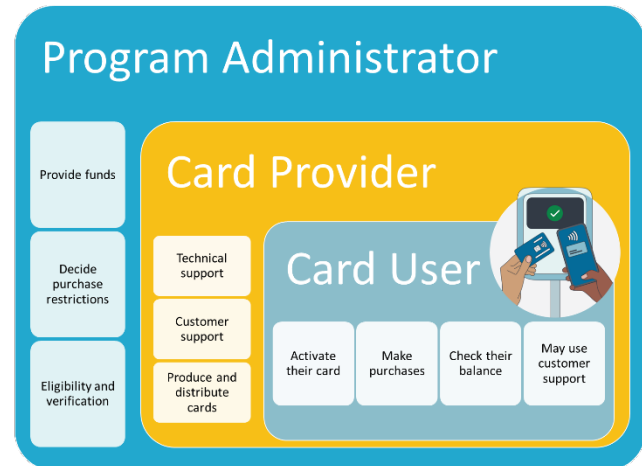 Program Administrator
Provide funds
Decide
purchase
restrictions
Eligibility and
verification
Card Provider
Technical
support
Customer
support
Produce and
distribute
cards
Card User
Activate
their card
Make
purchases
Check their
balance
May use
customer
support